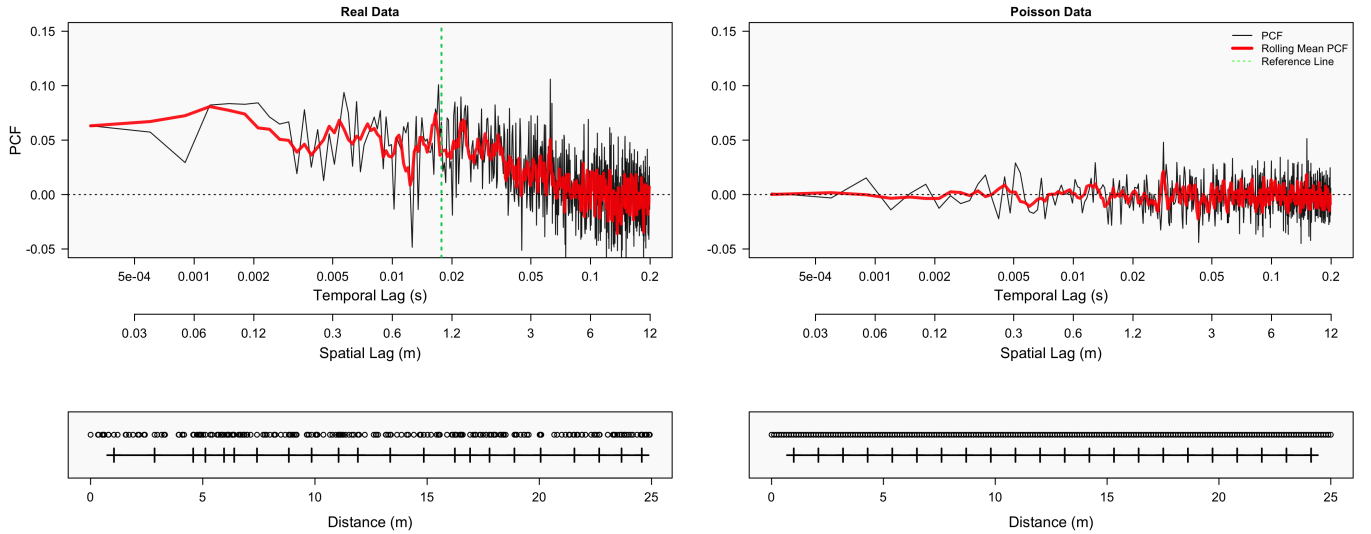 Real Data
Poisson Data
PCF
0.15
0.10
0.05
0.00
-0.05
0.15
0.10
0.05
0.00
-0.05
PCF
Rolling Mean PCF
Reference Line
5e-04 0.001 0.002 0.005 0.01 0.02 0.05 0.1 0.2
Temporal Lag (s)
5e-04 0.001 0.002 0.005 0.01 0.02 0.05 0.1 0.2
Temporal Lag (s)
0.03 0.06 0.12 0.3 0.6 1.2 3 6 12
Spatial Lag (m)
0.03 0.06 0.12 0.3 0.6 1.2 3 6 12
Spatial Lag (m)
0 5 10 15 20 25
Distance (m)
0 5 10 15 20 25
Distance (m)